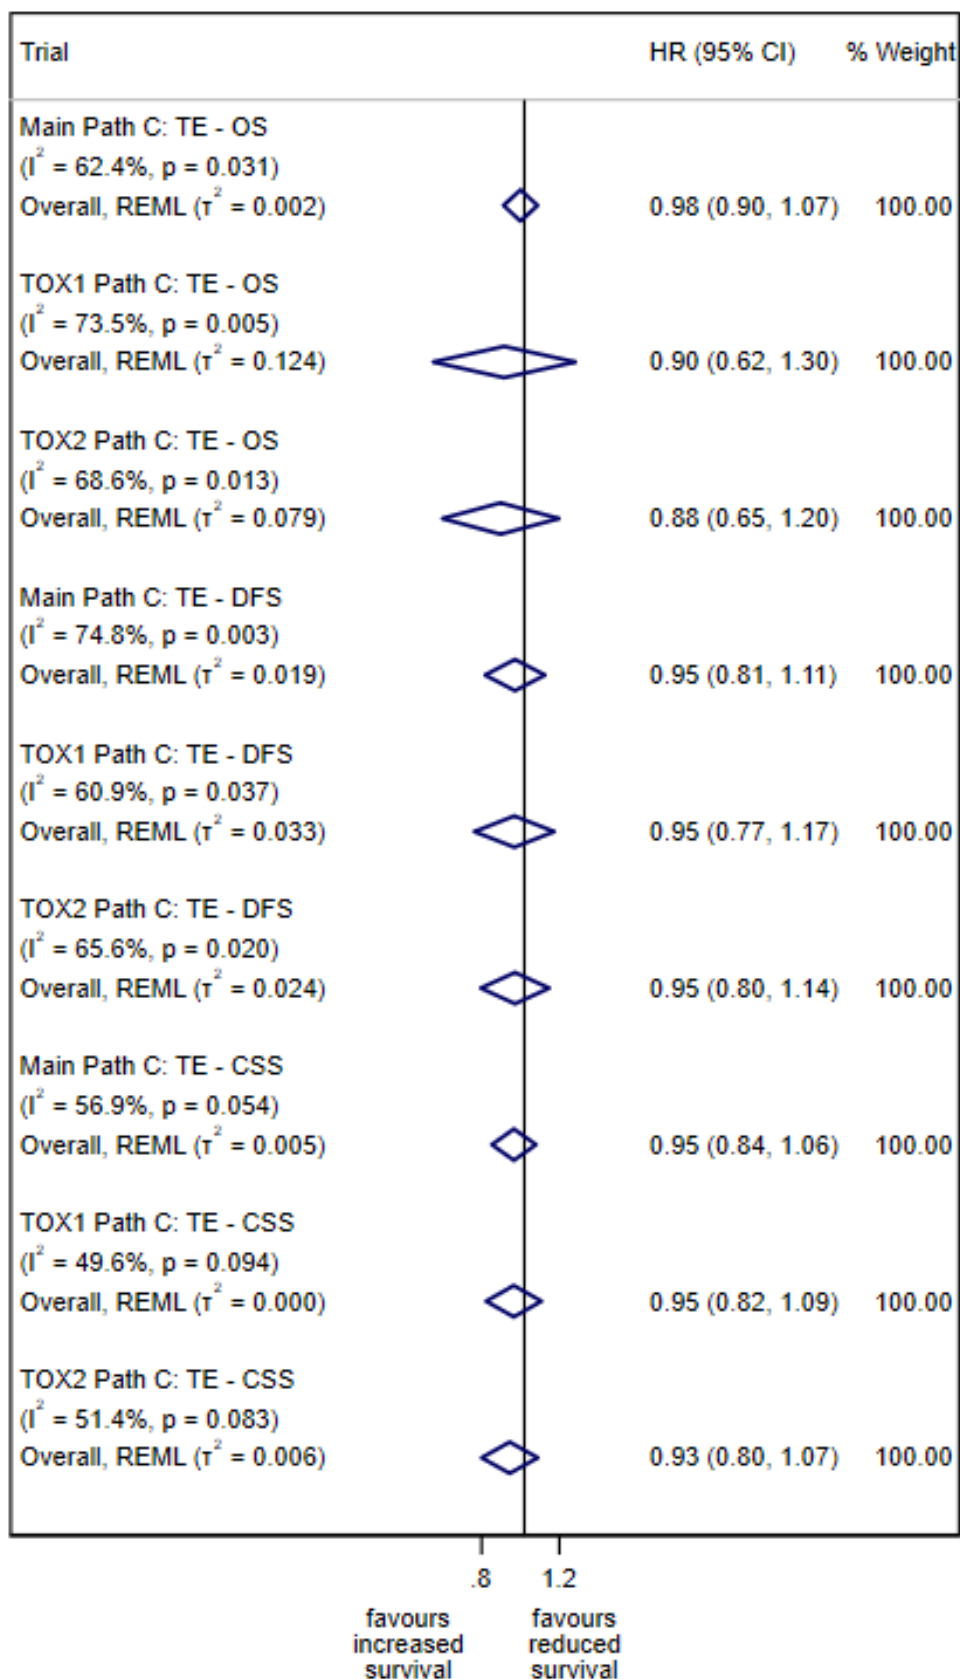 Trial HR (95% CI) % Weight
Main Path C: TE - OS
(I² = 62.4%, p = 0.031)
Overall, REML (τ² = 0.002) 0.98 (0.90, 1.07) 100.00
TOX1 Path C: TE - OS
(I² = 73.5%, p = 0.005)
Overall, REML (τ² = 0.124) 0.90 (0.62, 1.30) 100.00
TOX2 Path C: TE - OS
(I² = 68.6%, p = 0.013)
Overall, REML (τ² = 0.079) 0.88 (0.65, 1.20) 100.00
Main Path C: TE - DFS
(I² = 74.8%, p = 0.003)
Overall, REML (τ² = 0.019) 0.95 (0.81, 1.11) 100.00
TOX1 Path C: TE - DFS
(I² = 60.9%, p = 0.037)
Overall, REML (τ² = 0.033) 0.95 (0.77, 1.17) 100.00
TOX2 Path C: TE - DFS
(I² = 65.6%, p = 0.020)
Overall, REML (τ² = 0.024) 0.95 (0.80, 1.14) 100.00
Main Path C: TE - CSS
(I² = 56.9%, p = 0.054)
Overall, REML (τ² = 0.005) 0.95 (0.84, 1.06) 100.00
TOX1 Path C: TE - CSS
(I² = 49.6%, p = 0.094)
Overall, REML (τ² = 0.000) 0.95 (0.82, 1.09) 100.00
TOX2 Path C: TE - CSS
(I² = 51.4%, p = 0.083)
Overall, REML (τ² = 0.006) 0.93 (0.80, 1.07) 100.00
.8 1.2
favours favours
increased reduced
survival survival